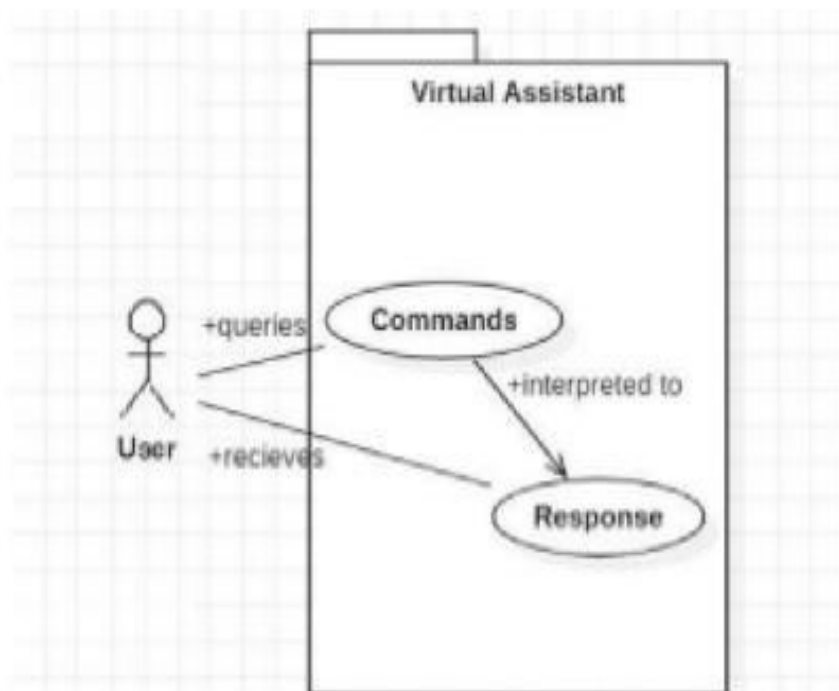 Virtual Assistant
Commands
+queries
+interpreted to
User
+recieves
Response